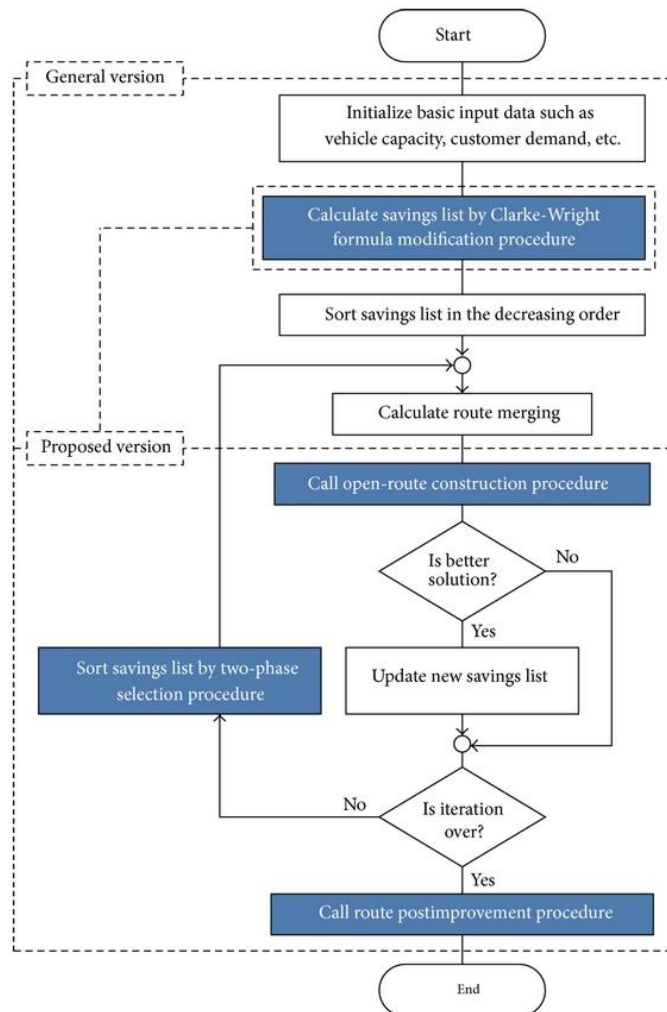 Start
General version
Initialize basic input data such as
vehicle capacity, customer demand, etc.
Calculate savings list by Clarke-Wright
formula modification procedure
Sort savings list in the decreasing order
Calculate route merging
Proposed version
Call open-route construction procedure
Is better
solution?
No
Yes
Sort savings list by two-phase
selection procedure
Update new savings list
No
Is iteration
over?
Yes
Call route postimprovement procedure
End